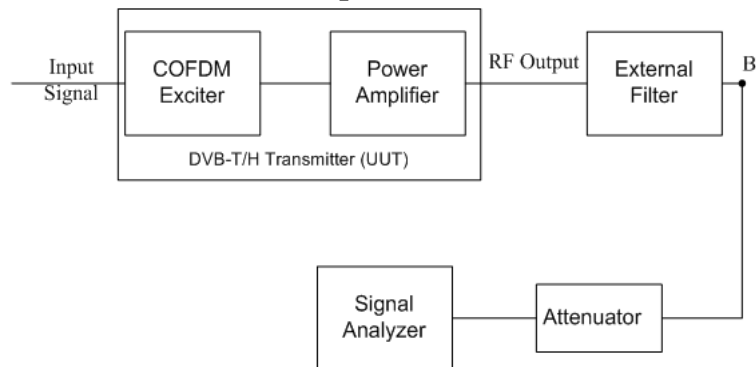 Input
Signal
COFDM
Exciter
Power
Amplifier
RF Output
External
Filter
B
DVB-T/H Transmitter (UUT)
Signal
Analyzer
Attenuator